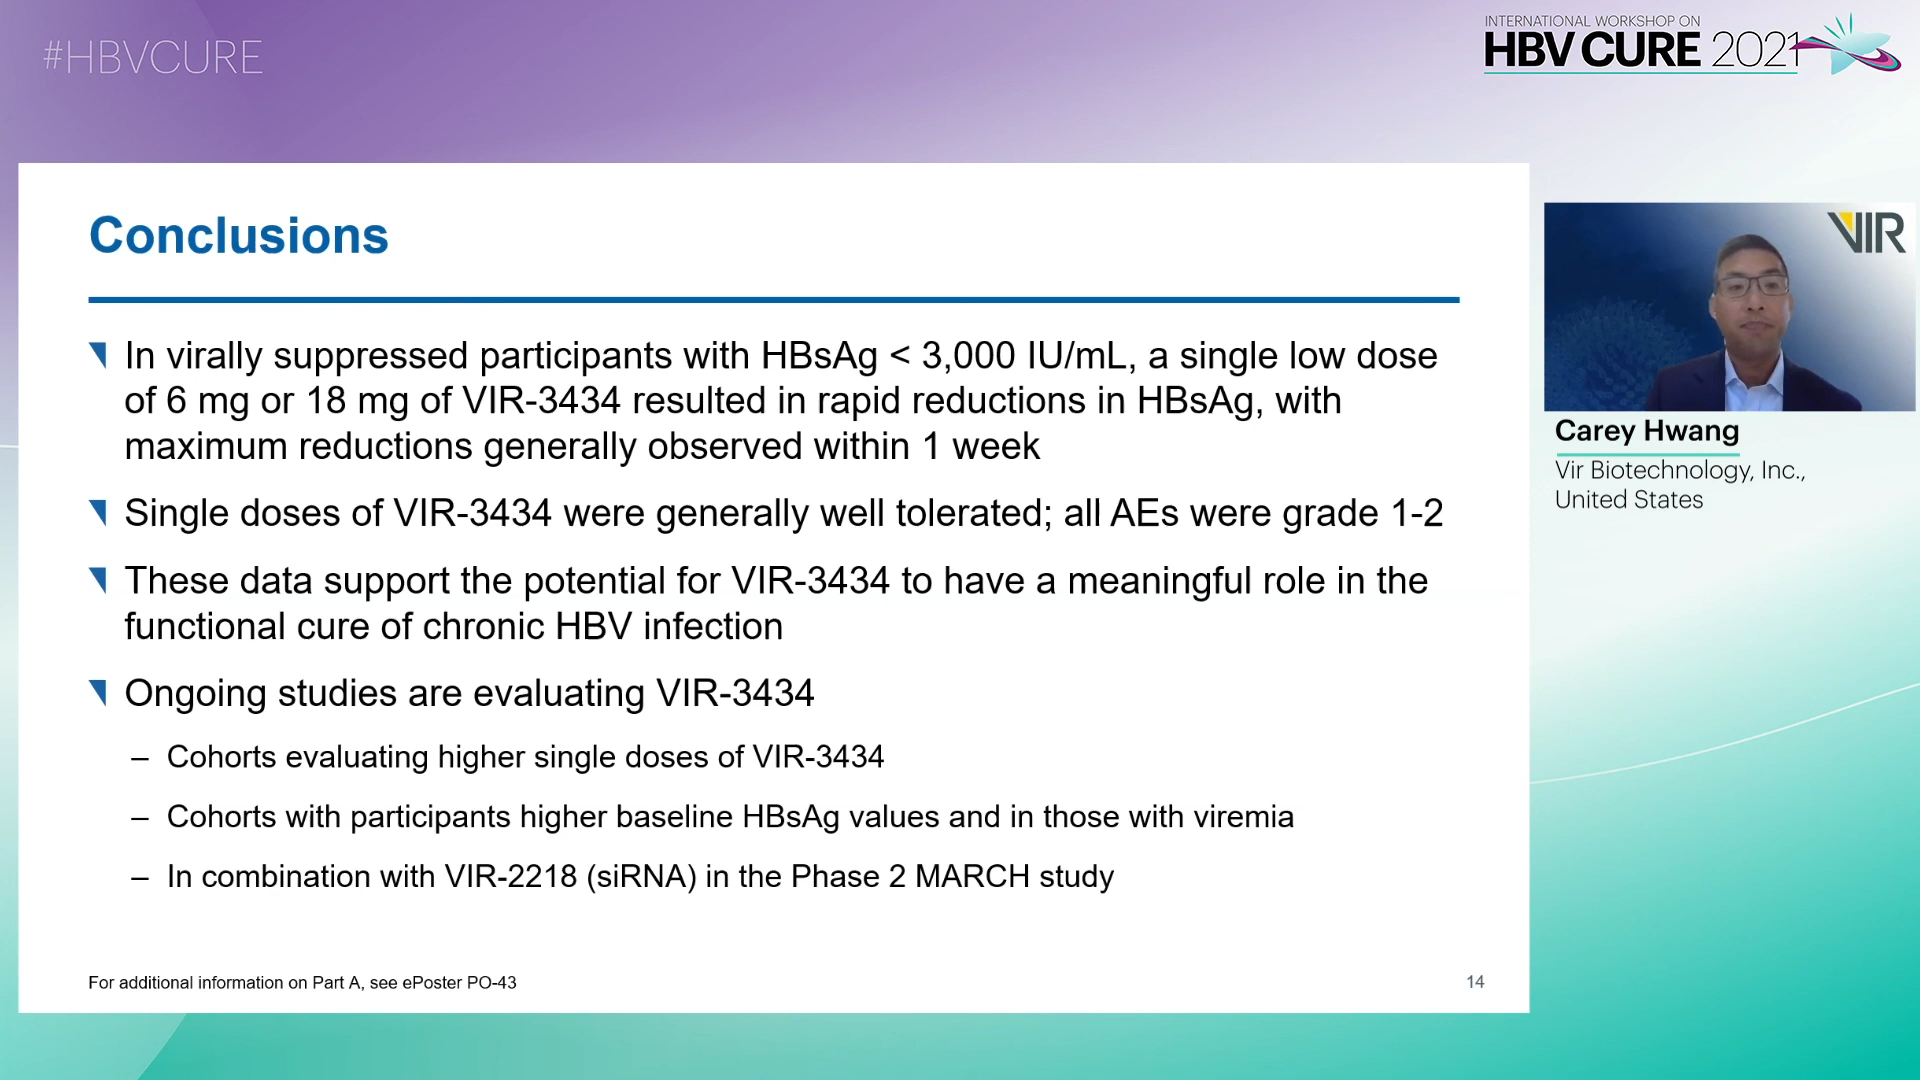 #HBVCURE
INTERNATIONAL WORKSHOP ON
HBV CURE 2021
Conclusions
In virally suppressed participants with HBsAg < 3,000 IU/mL, a single low dose
of 6 mg or 18 mg of VIR-3434 resulted in rapid reductions in HBsAg, with
maximum reductions generally observed within 1 week
Single doses of VIR-3434 were generally well tolerated; all AEs were grade 1-2
These data support the potential for VIR-3434 to have a meaningful role in the
functional cure of chronic HBV infection
Ongoing studies are evaluating VIR-3434
– Cohorts evaluating higher single doses of VIR-3434
– Cohorts with participants higher baseline HBsAg values and in those with viremia
– In combination with VIR-2218 (siRNA) in the Phase 2 MARCH study
For additional information on Part A, see ePoster PO-43
14
VIR
Carey Hwang
Vir Biotechnology, Inc.,
United States